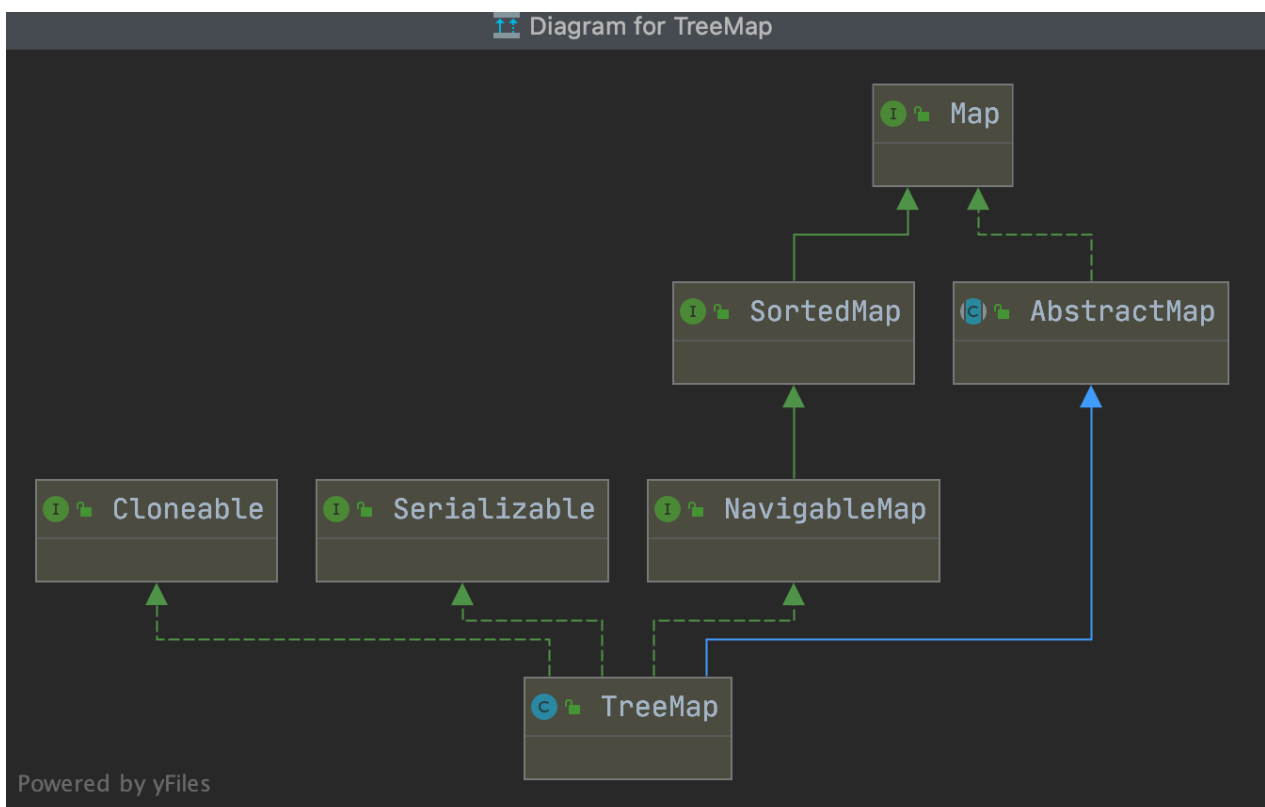 Diagram for TreeMap
I Map
I SortedMap
C AbstractMap
I Cloneable
I Serializable
I NavigableMap
C TreeMap
Powered by yFiles